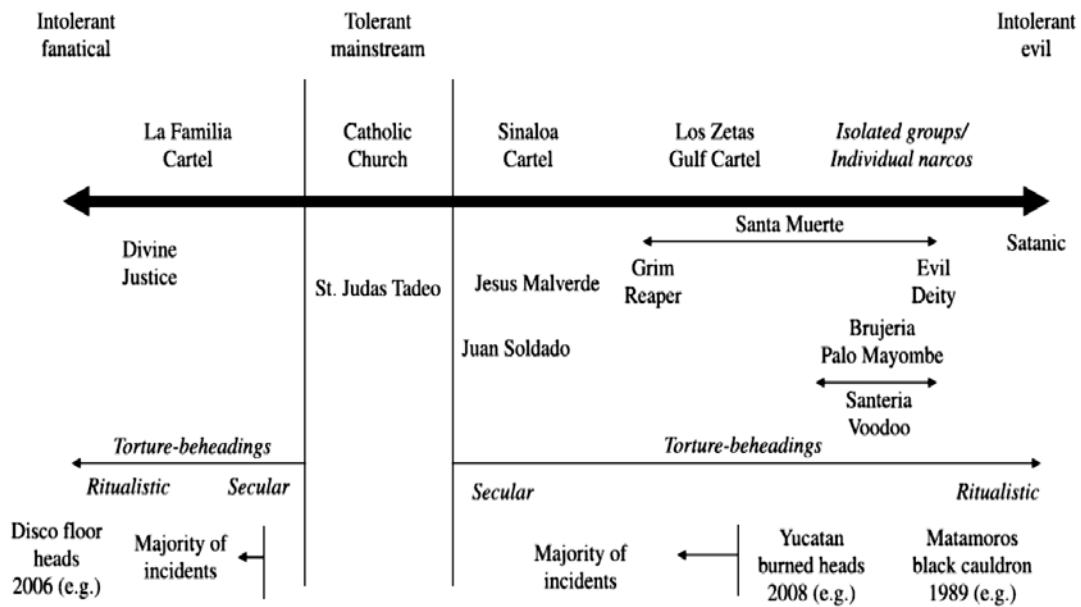 Intolerant
fanatical
Tolerant
mainstream
Intolerant
evil
La Familia
Cartel
Catholic
Church
Sinaloa
Cartel
Los Zetas
Gulf Cartel
Isolated groups/
Individual narcos
Santa Muerte
Divine
Justice
St. Judas Tadeo
Jesus Malverde
Grim
Reaper
Evil
Deity
Satanic
Juan Soldado
Brujeria
Palo Mayombe
Santeria
Voodoo
Torture-beheadings
Torture-beheadings
Ritualistic
Secular
Secular
Ritualistic
Disco floor
heads
2006 (e.g.)
Majority of
incidents
Majority of
incidents
Yucatan
burned heads
2008 (e.g.)
Matamoros
black cauldron
1989 (e.g.)